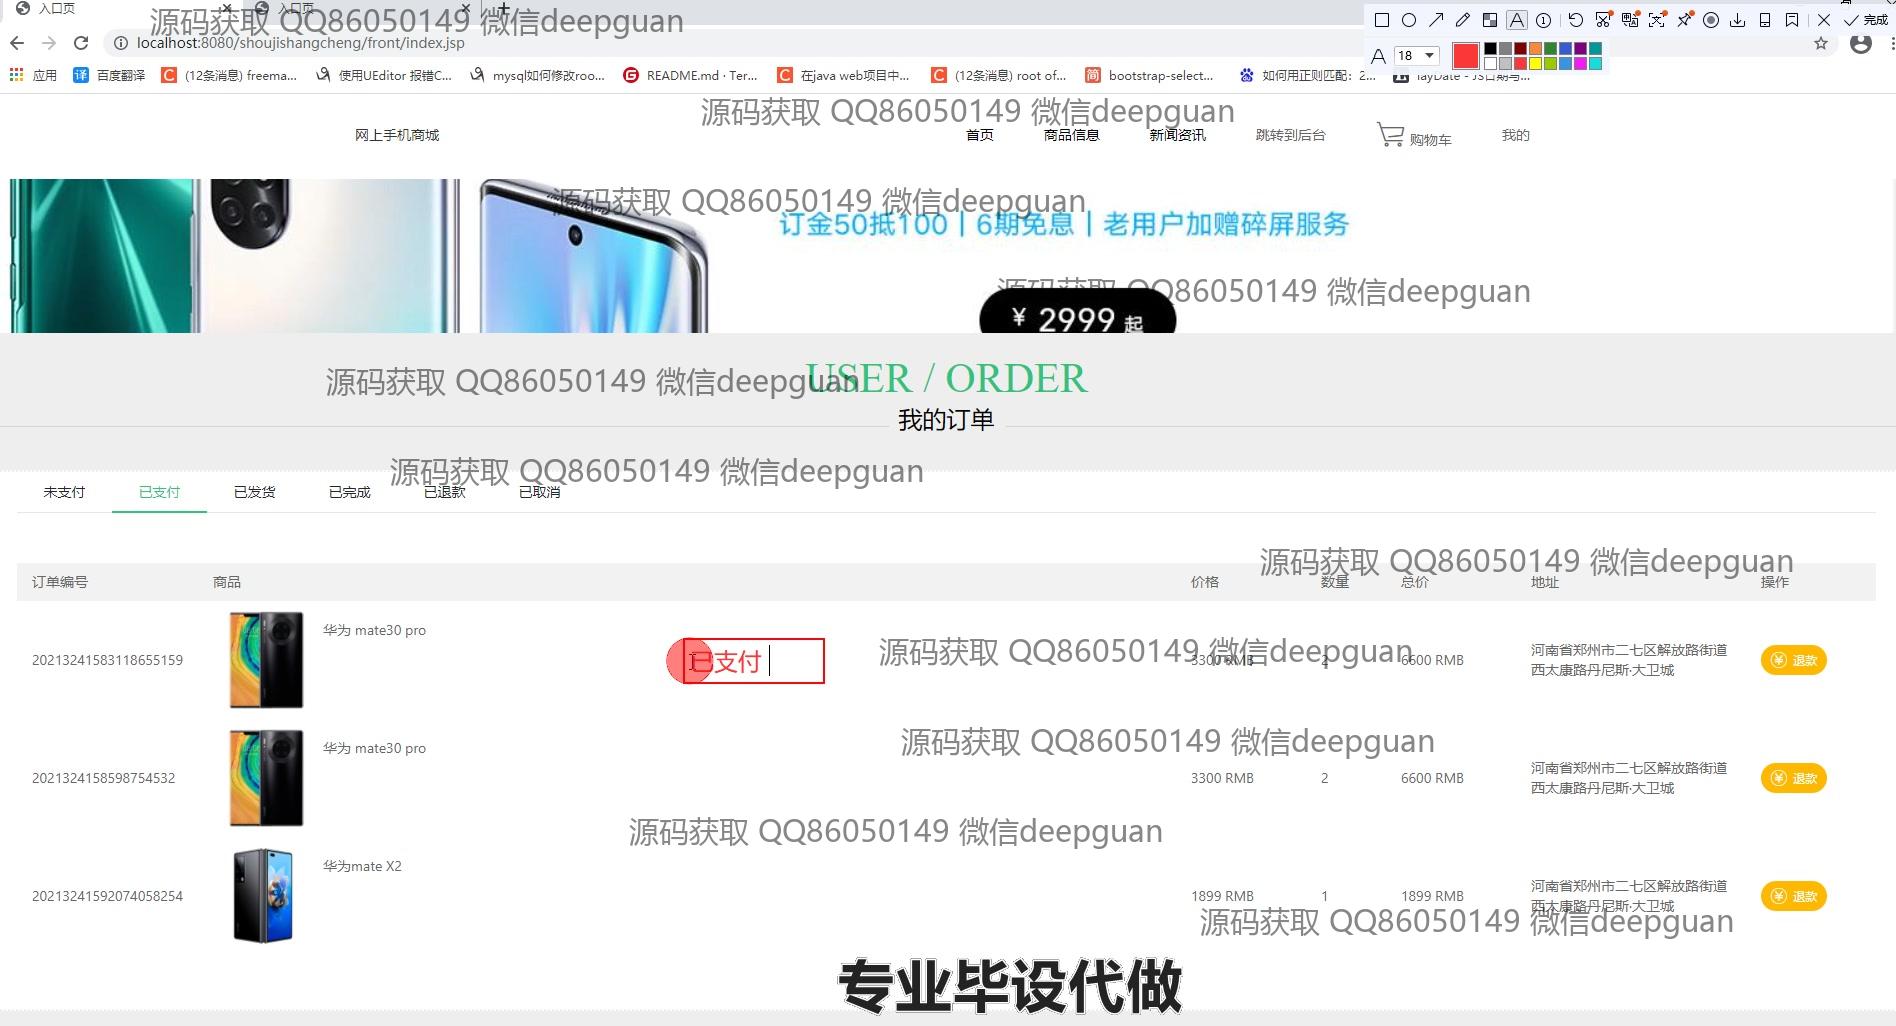 入口页
入口页
源码获取 QQ86050149 微信deepguan
完成
localhost:8080/shoujishangcheng/front/index.jsp
18
应用
百度翻译
(12条消息) freema...
使用UEditor 报错C...
mysql如何修改roo...
README.md · Ter...
在java web项目中...
(12条消息) root of...
bootstrap-select...
如何用正则匹配：2...
layDate - JS日期与...
源码获取 QQ86050149 微信deepguan
网上手机商城
首页
商品信息
新闻资讯
跳转到后台
购物车
我的
源码获取 QQ86050149 微信deepguan
订金50抵100 | 6期免息 | 老用户加赠碎屏服务
源码获取 QQ86050149 微信deepguan
¥ 2999 起
源码获取 QQ86050149 微信deepguan
USER / ORDER
我的订单
源码获取 QQ86050149 微信deepguan
未支付
已支付
已发货
已完成
已退款
已取消
源码获取 QQ86050149 微信deepguan
订单编号
商品
价格
数量
总价
地址
操作
华为 mate30 pro
已支付
源码获取 QQ86050149 微信deepguan
20213241583118655159
3300 RMB
2
6600 RMB
河南省郑州市二七区解放路街道
西太康路丹尼斯·大卫城
退款
华为 mate30 pro
源码获取 QQ86050149 微信deepguan
2021324158598754532
3300 RMB
2
6600 RMB
河南省郑州市二七区解放路街道
西太康路丹尼斯·大卫城
退款
源码获取 QQ86050149 微信deepguan
华为mate X2
20213241592074058254
1899 RMB
1
1899 RMB
河南省郑州市二七区解放路街道
西太康路丹尼斯·大卫城
退款
源码获取 QQ86050149 微信deepguan
专业毕设代做